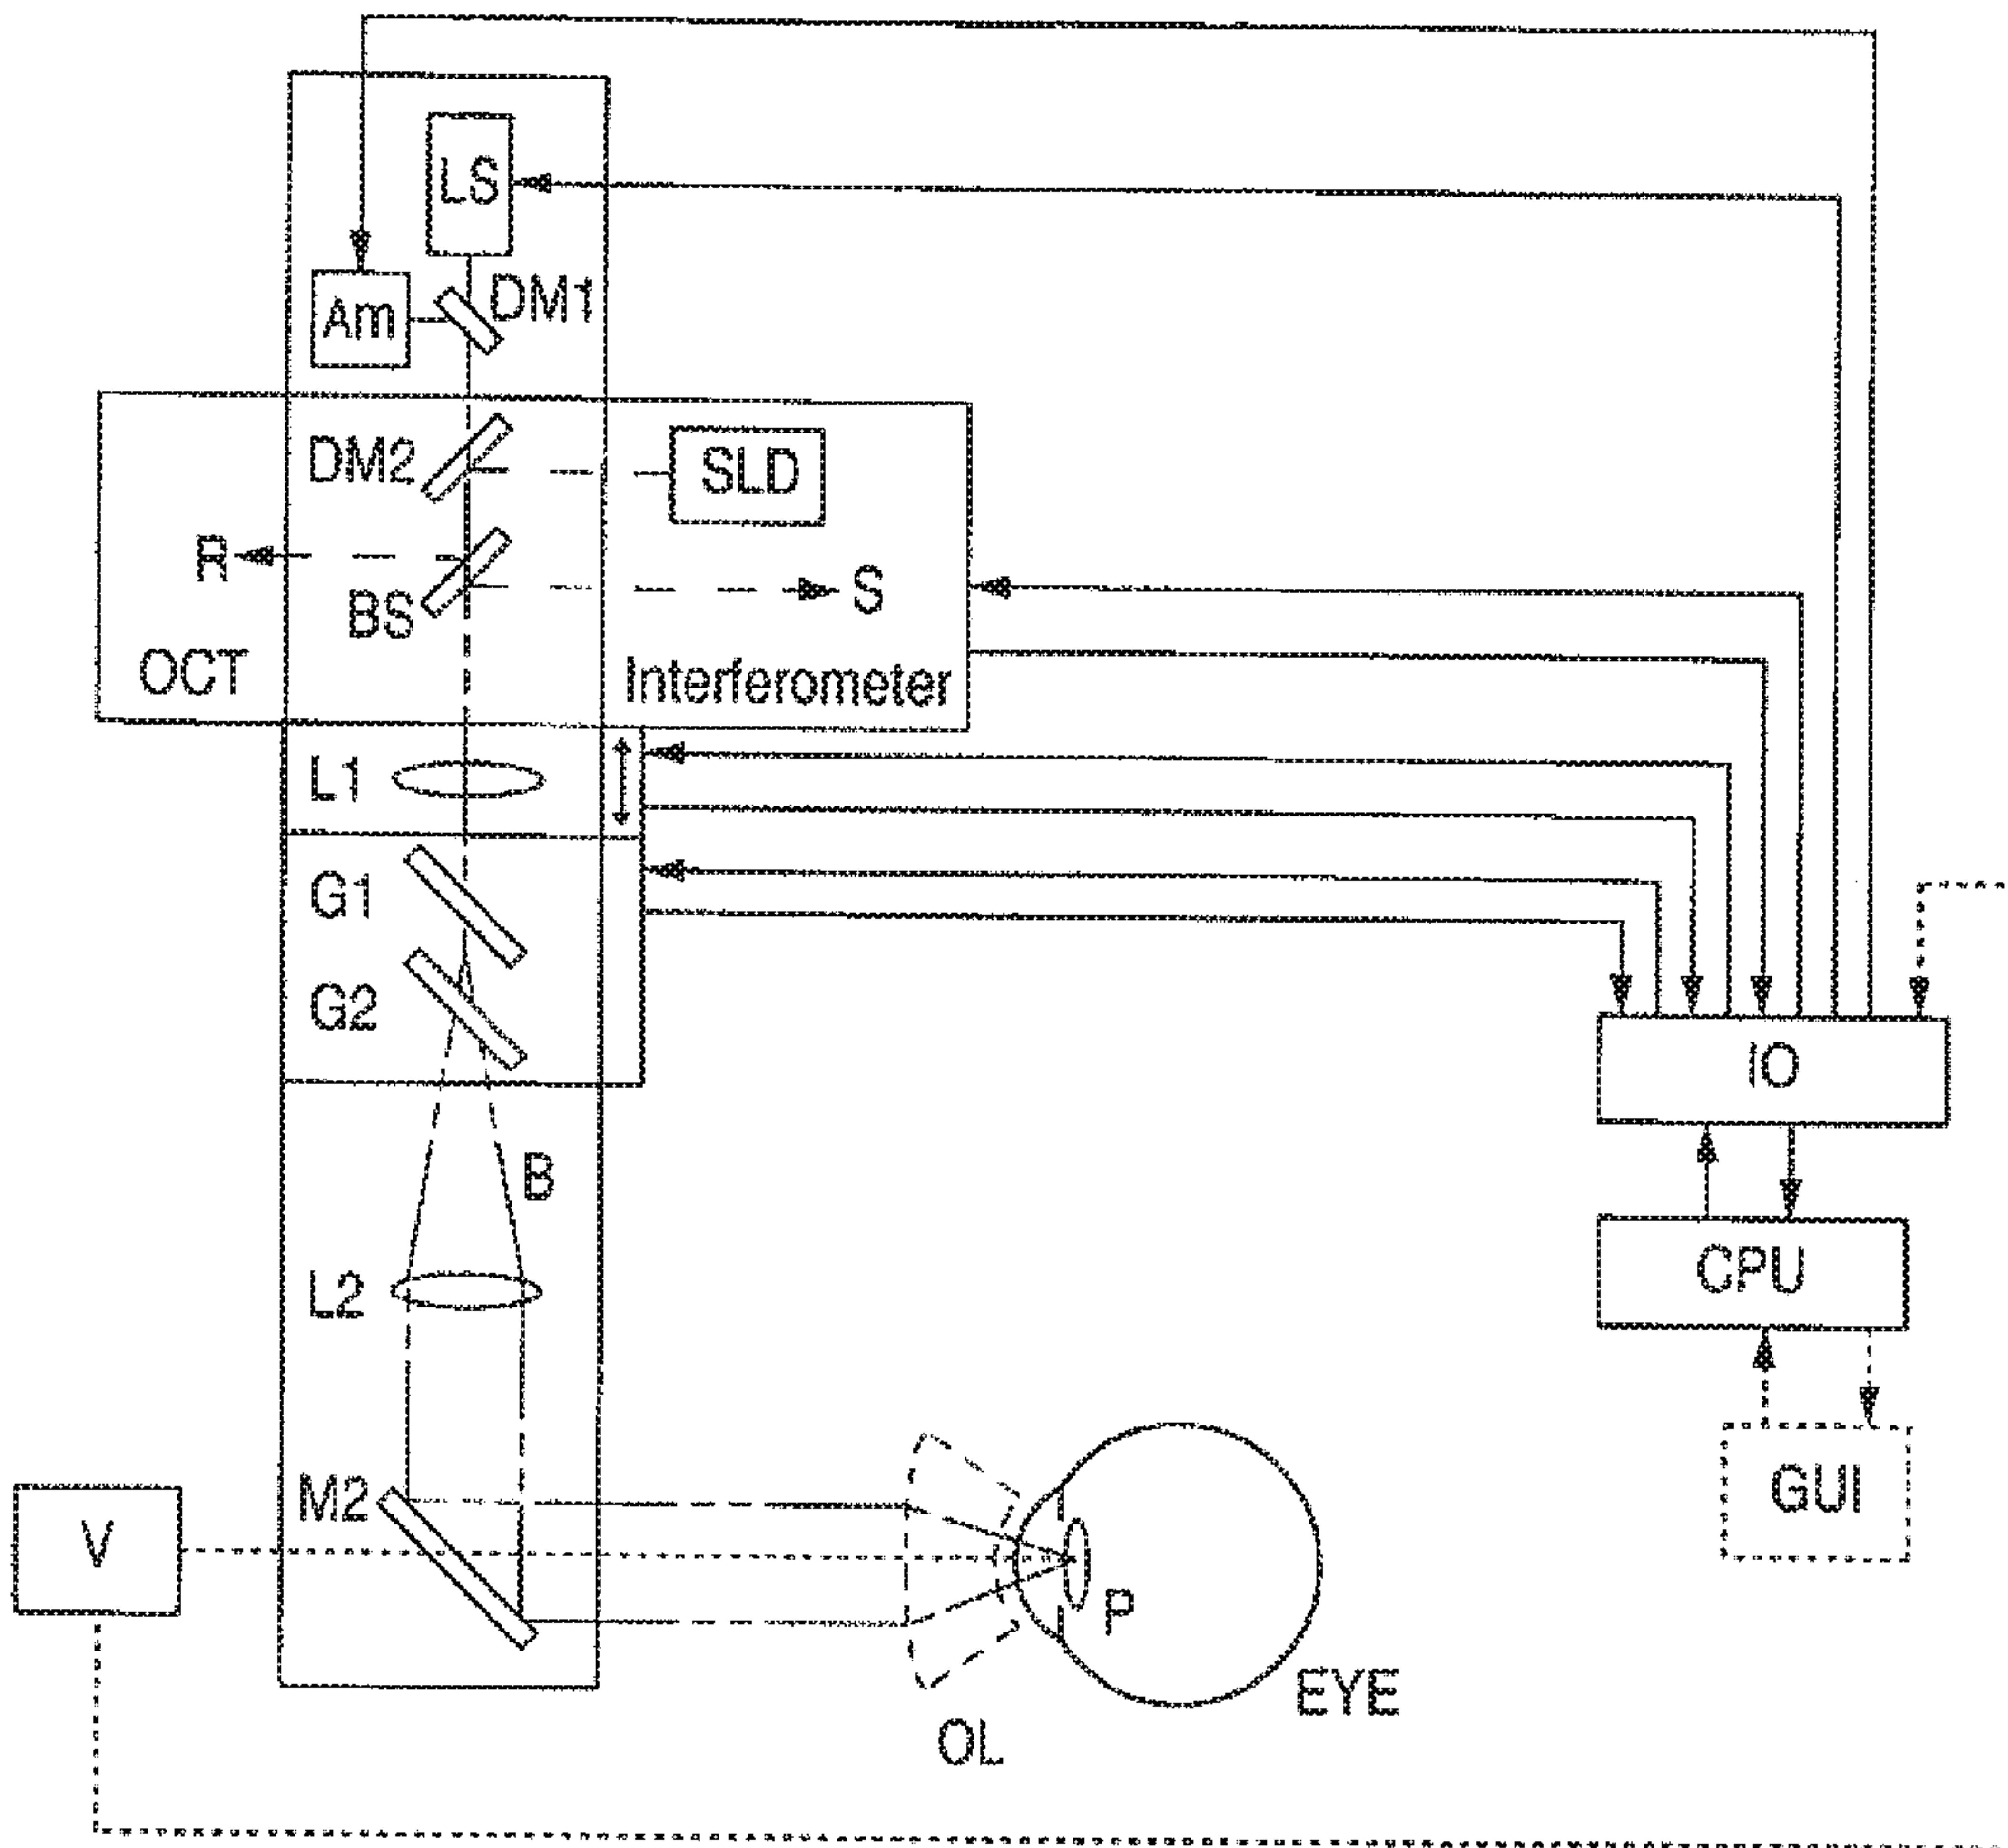 LS
Am
DM1
DM2
SLD
R
BS
S
OCT
Interferometer
L1
G1
G2
IO
B
CPU
L2
GUI
M2
V
P
EYE
OL